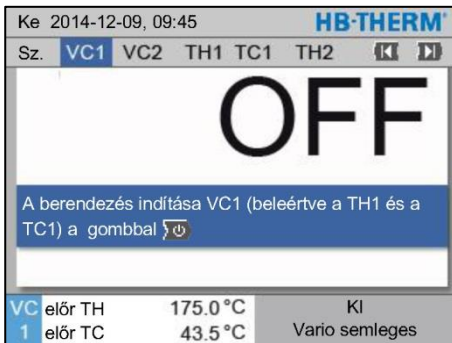 Ke 2014-12-09, 09:45 HB-THERM®
Sz. VC1 VC2 TH1 TC1 TH2
OFF
A berendezés indítása VC1 (beleértve a TH1 és a
TC1) a gombbal
VC előr TH 175.0 °C KI
1 előr TC 43.5 °C Vario semleges